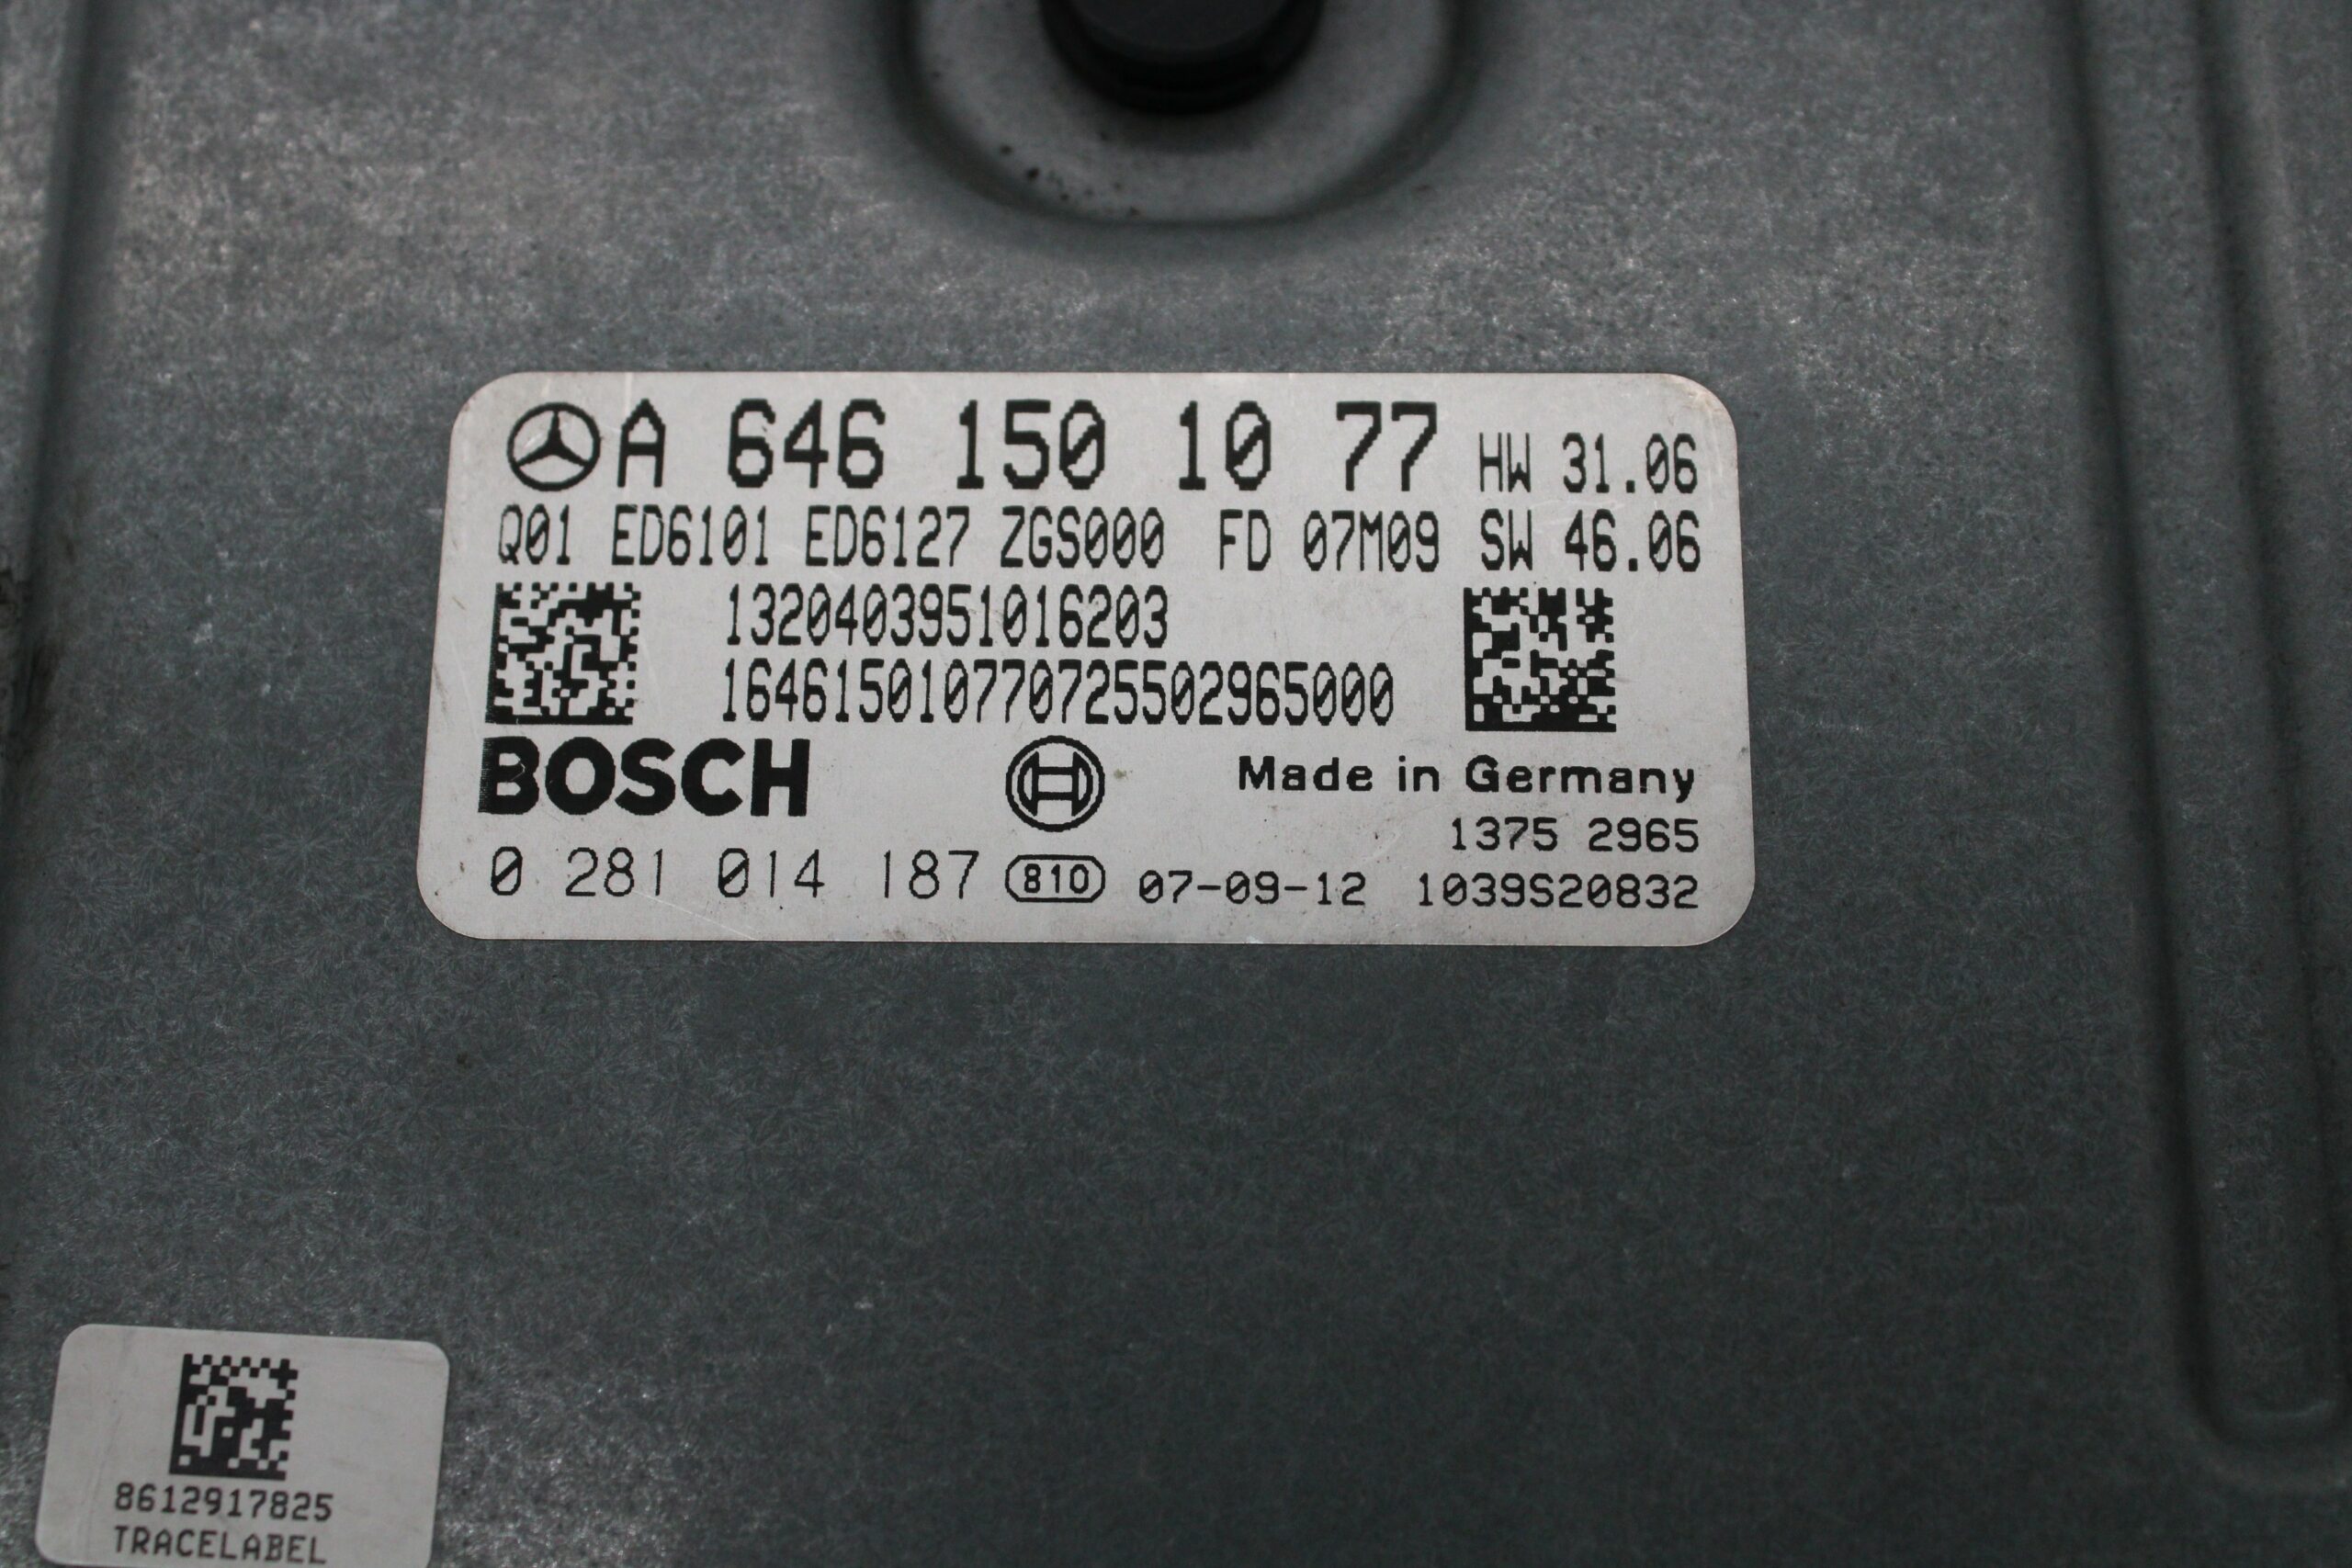 A 646 150 10 77 HW 31.06
Q01 ED6101 ED6127 ZGS000 FD 07M09 SW 46.06
1320403951016203
164615010770725502965000
BOSCH Made in Germany
1375 2965
0 281 014 187 810 07-09-12 1039S20832
8612917825
TRACELABEL